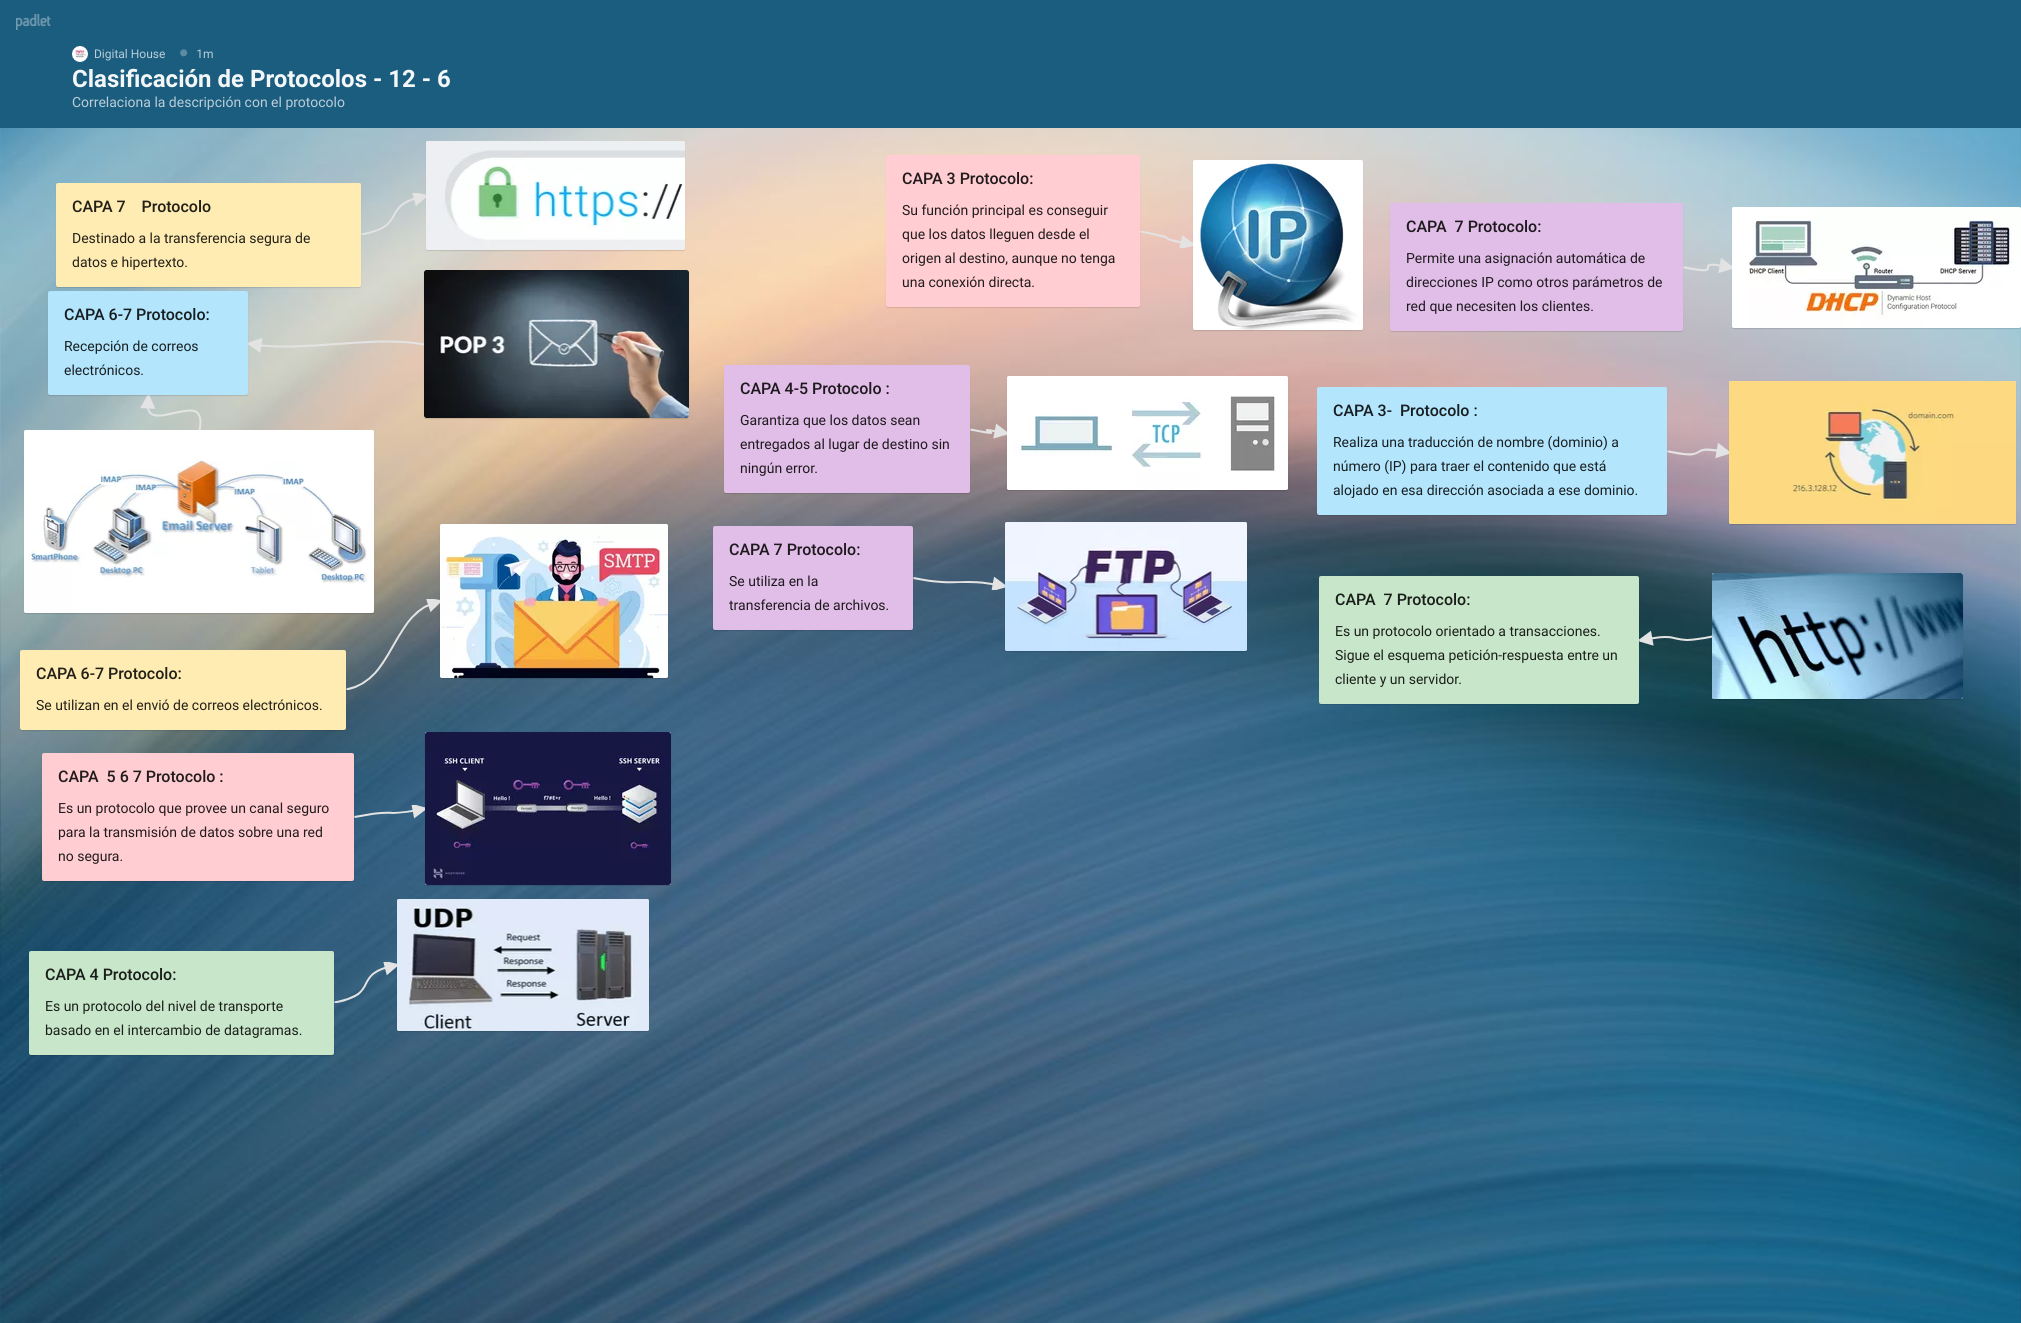 padlet
Digital House
1m
Clasificación de Protocolos - 12 - 6
Correlaciona la descripción con el protocolo
CAPA 7    Protocolo
Destinado a la transferencia segura de
datos e hipertexto.
https://
CAPA 6-7 Protocolo:
Recepción de correos
electrónicos.
POP 3
IMAP
IMAP
IMAP
IMAP
Email Server
SmartPhone
Desktop PC
Tablet
Desktop PC
SMTP
CAPA 6-7 Protocolo:
Se utilizan en el envió de correos electrónicos.
CAPA  5 6 7 Protocolo :
Es un protocolo que provee un canal seguro
para la transmisión de datos sobre una red
no segura.
SSH CLIENT
SSH SERVER
Hello !
Hello !
CAPA 4 Protocolo:
Es un protocolo del nivel de transporte
basado en el intercambio de datagramas.
UDP
Request
Response
Response
Client
Server
CAPA 3 Protocolo:
Su función principal es conseguir
que los datos lleguen desde el
origen al destino, aunque no tenga
una conexión directa.
IP
CAPA 4-5 Protocolo :
Garantiza que los datos sean
entregados al lugar de destino sin
ningún error.
TCP
CAPA 7 Protocolo:
Se utiliza en la
transferencia de archivos.
FTP
CAPA  7 Protocolo:
Permite una asignación automática de
direcciones IP como otros parámetros de
red que necesiten los clientes.
DHCP Client
Router
DHCP Server
DHCP
Dynamic Host
Configuration Protocol
CAPA 3-  Protocolo :
Realiza una traducción de nombre (dominio) a
número (IP) para traer el contenido que está
alojado en esa dirección asociada a ese dominio.
domain.com
216.3.128.12
CAPA  7 Protocolo:
Es un protocolo orientado a transacciones.
Sigue el esquema petición-respuesta entre un
cliente y un servidor.
http://www